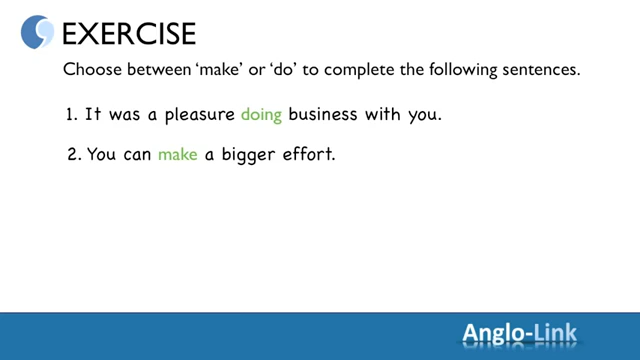 EXERCISE
Choose between ‘make’ or ‘do’ to complete the following sentences.
1. It was a pleasure doing business with you.
2. You can make a bigger effort.
Anglo-Link